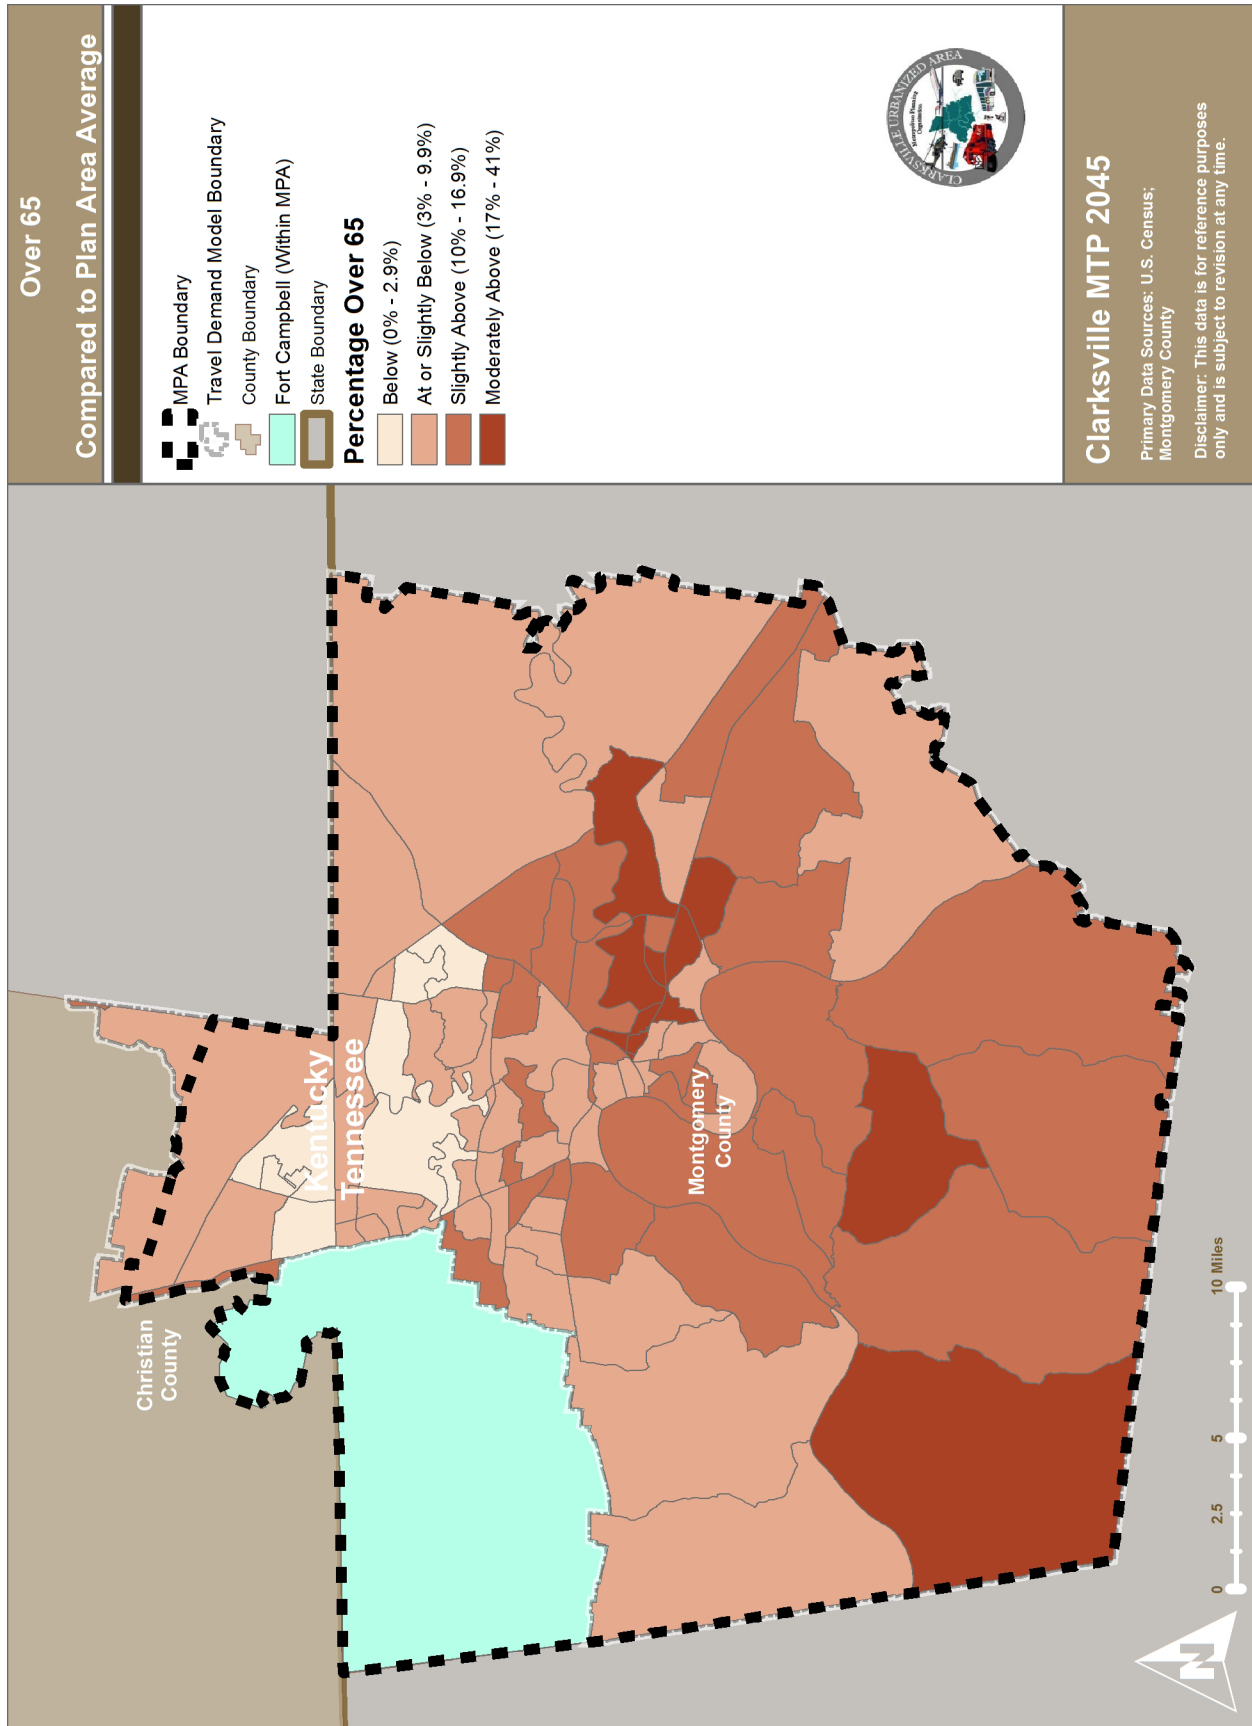 Over 65
Compared to Plan Area Average
MPA Boundary
Travel Demand Model Boundary
County Boundary
Fort Campbell (Within MPA)
State Boundary
Percentage Over 65
Below (0% - 2.9%)
At or Slightly Below (3% - 9.9%)
Slightly Above (10% - 16.9%)
Moderately Above (17% - 41%)
CLARKSVILLE URBANIZED AREA
Metropolitan Planning
Organization
Clarksville MTP 2045
Primary Data Sources: U.S. Census;
Montgomery County
Disclaimer: This data is for reference purposes
only and is subject to revision at any time.
Kentucky
Tennessee
Christian
County
Montgomery
County
0 2.5 5 10 Miles
N